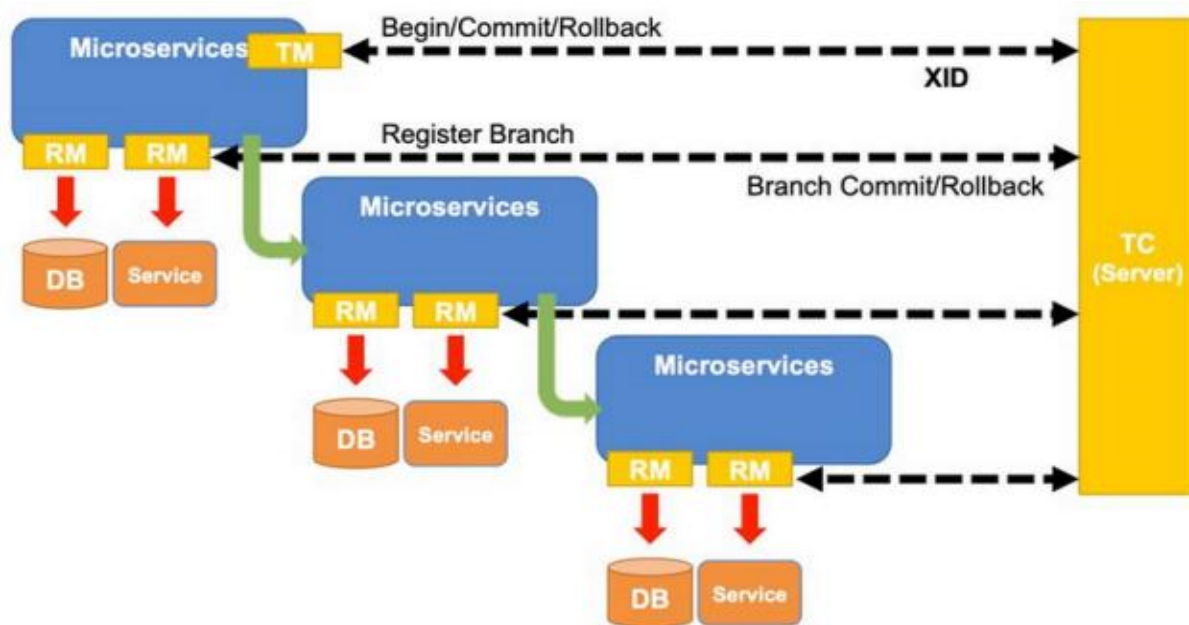 Begin/Commit/Rollback
Microservices
TM
XID
Register Branch
RM
RM
Branch Commit/Rollback
Microservices
TC
(Server)
DB
Service
RM
RM
Microservices
DB
Service
RM
RM
DB
Service